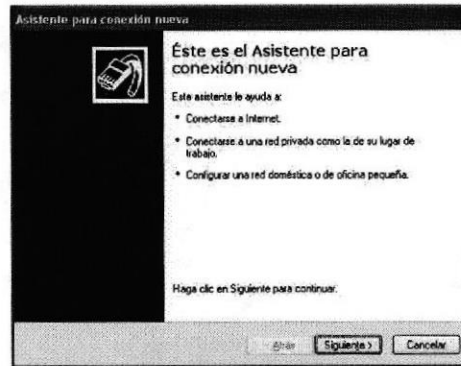 Asistente para conexión nueva
Éste es el Asistente para
conexión nueva
Este asistente le ayuda a:
* Conectarse a Internet.
* Conectarse a una red privada como la de su lugar de
trabajo.
* Configurar una red doméstica o de oficina pequeña.
Haga clic en Siguiente para continuar.
< Atrás Siguiente > Cancelar